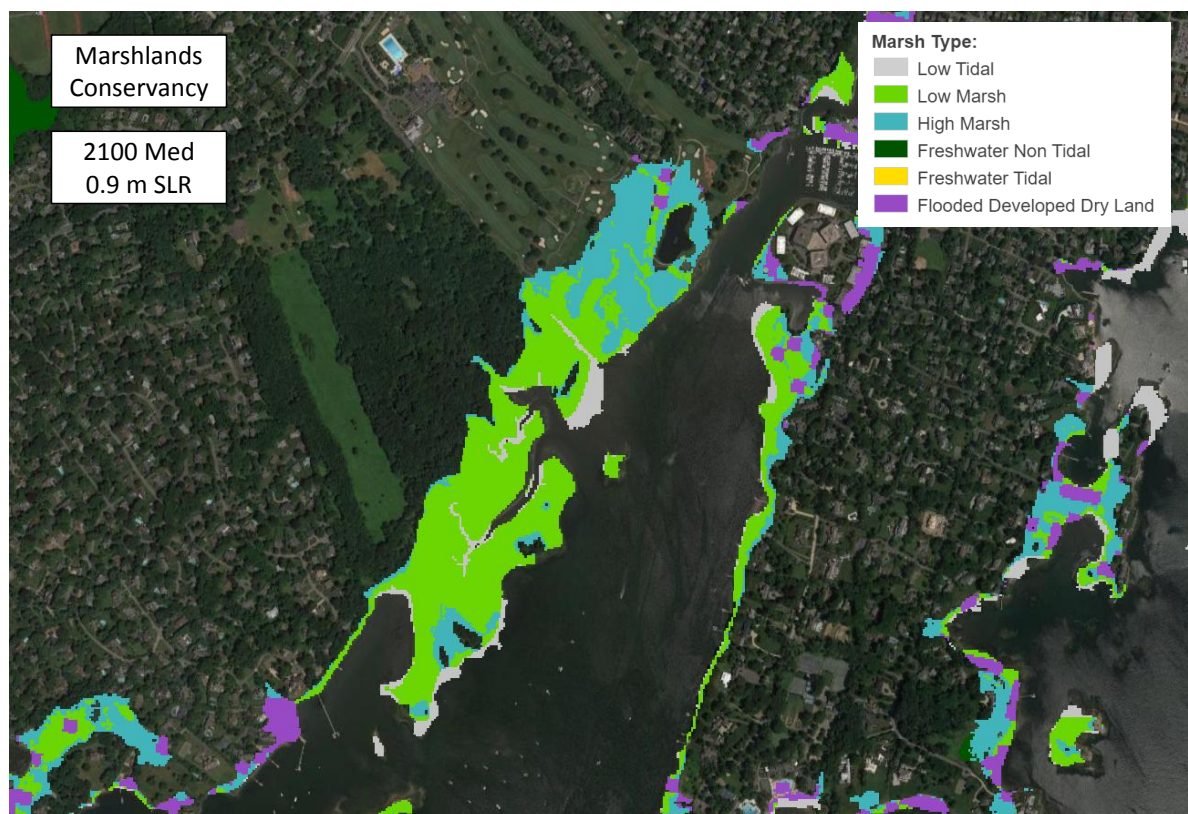 Marshlands
Conservancy
2100 Med
0.9 m SLR
Marsh Type:
Low Tidal
Low Marsh
High Marsh
Freshwater Non Tidal
Freshwater Tidal
Flooded Developed Dry Land